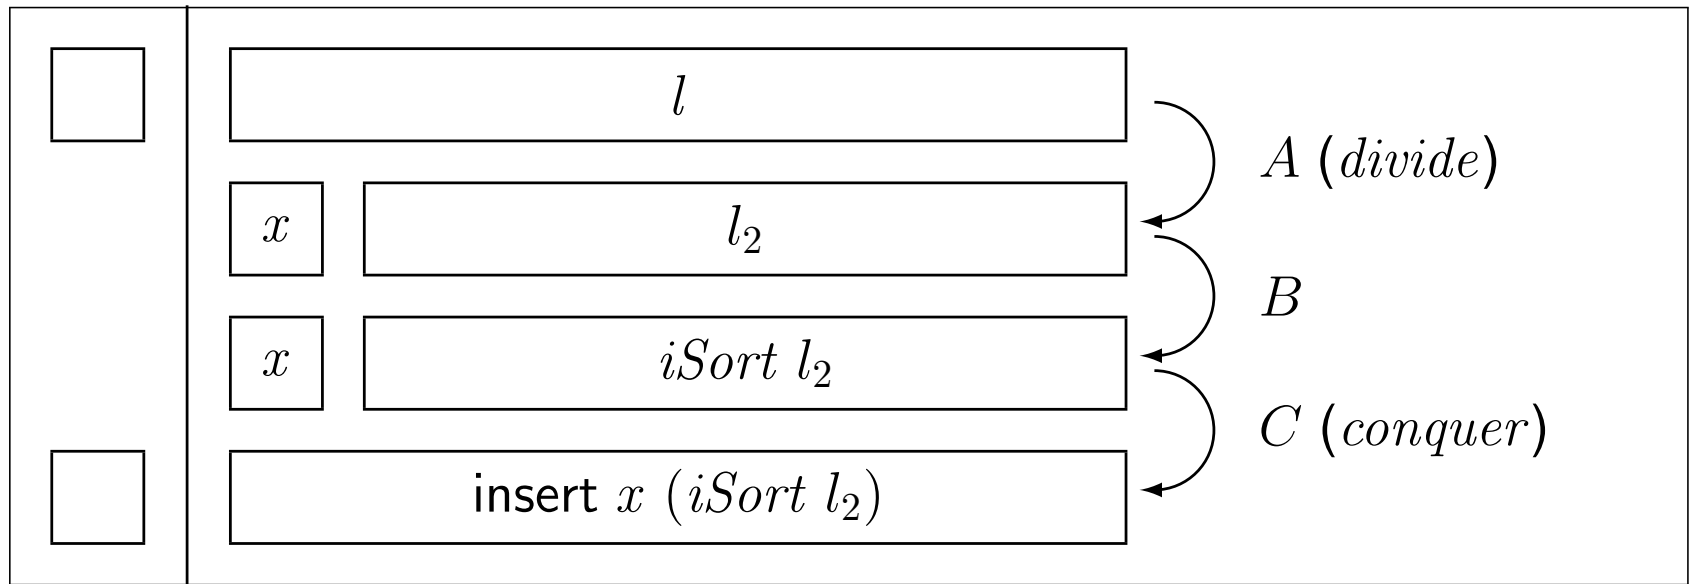 l
A (divide)
x l₂
B
x iSort l₂
C (conquer)
insert x (iSort l₂)